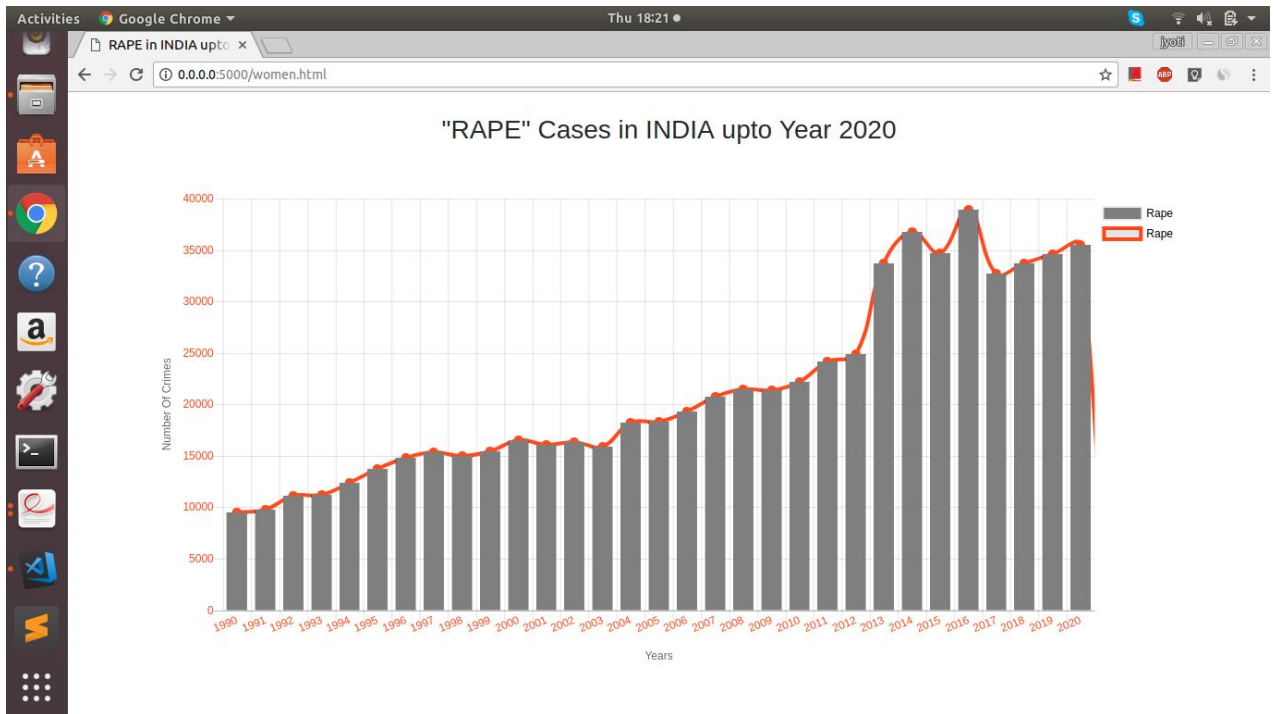 Activities Google Chrome Thu 18:21
RAPE in INDIA upto × jyoti
0.0.0.0:5000/women.html ABP
"RAPE" Cases in INDIA upto Year 2020
40000
35000
30000
25000
20000
15000
10000
5000
0
Number Of Crimes
1990 1991 1992 1993 1994 1995 1996 1997 1998 1999 2000 2001 2002 2003 2004 2005 2006 2007 2008 2009 2010 2011 2012 2013 2014 2015 2016 2017 2018 2019 2020
Years
Rape
Rape